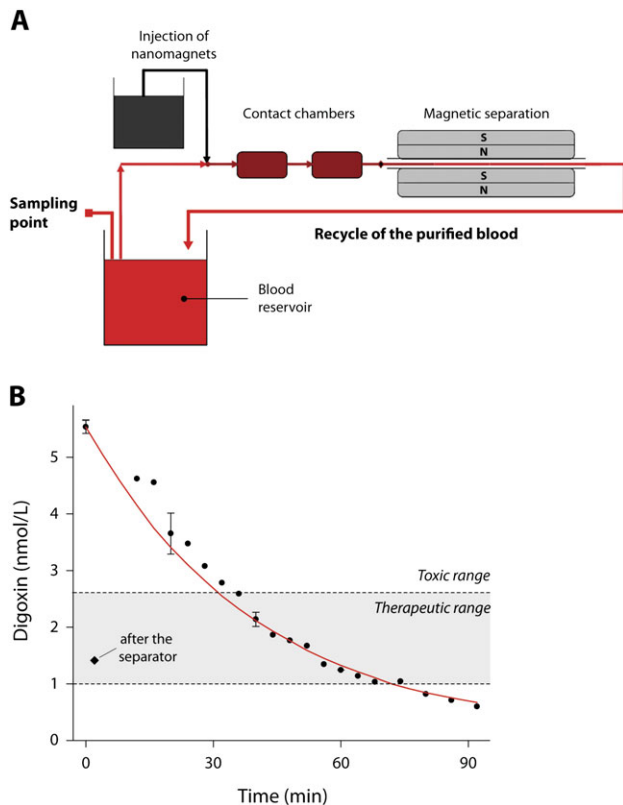 A
Injection of
nanomagnets
Contact chambers
Magnetic separation
S
N
S
N
Sampling
point
Recycle of the purified blood
Blood
reservoir
B
5
4
3
2
1
0
Digoxin (nmol/L)
Toxic range
Therapeutic range
after the
separator
0
30
60
90
Time (min)